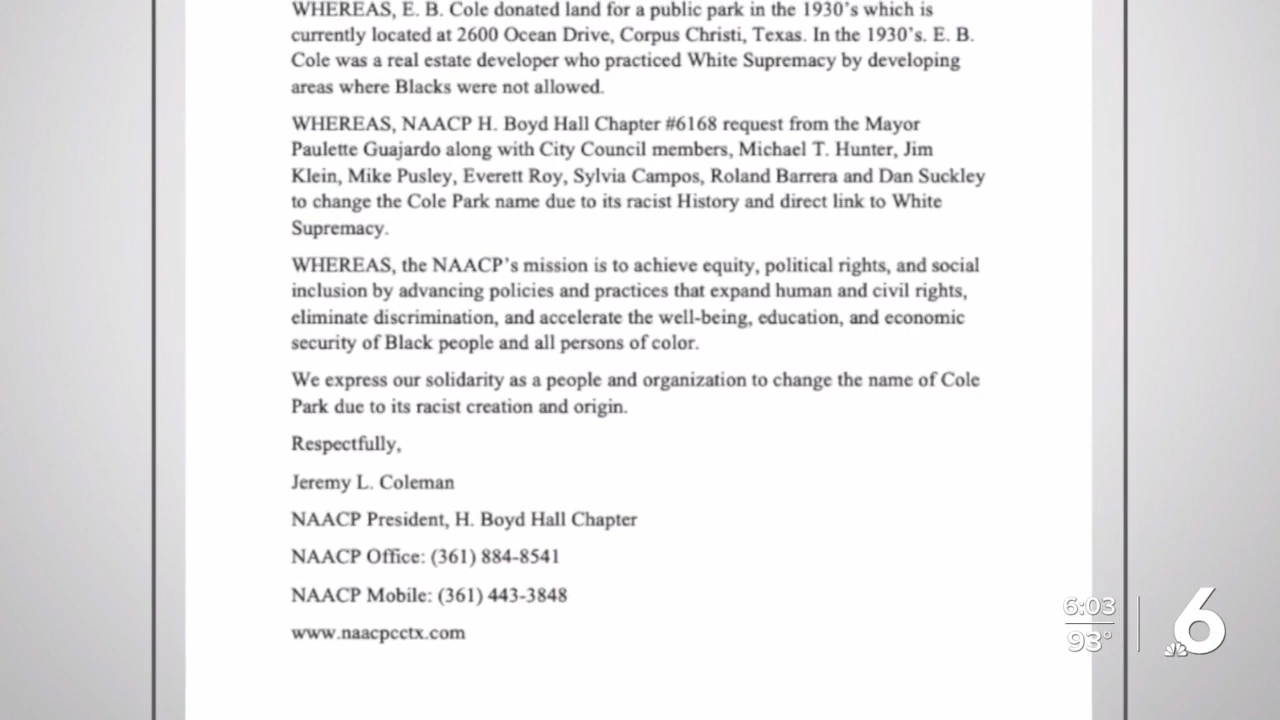 WHEREAS, E. B. Cole donated land for a public park in the 1930's which is
currently located at 2600 Ocean Drive, Corpus Christi, Texas. In the 1930's. E. B.
Cole was a real estate developer who practiced White Supremacy by developing
areas where Blacks were not allowed.
WHEREAS, NAACP H. Boyd Hall Chapter #6168 request from the Mayor
Paulette Guajardo along with City Council members, Michael T. Hunter, Jim
Klein, Mike Pusley, Everett Roy, Sylvia Campos, Roland Barrera and Dan Suckley
to change the Cole Park name due to its racist History and direct link to White
Supremacy.
WHEREAS, the NAACP's mission is to achieve equity, political rights, and social
inclusion by advancing policies and practices that expand human and civil rights,
eliminate discrimination, and accelerate the well-being, education, and economic
security of Black people and all persons of color.
We express our solidarity as a people and organization to change the name of Cole
Park due to its racist creation and origin.
Respectfully,
Jeremy L. Coleman
NAACP President, H. Boyd Hall Chapter
NAACP Office: (361) 884-8541
NAACP Mobile: (361) 443-3848
www.naacpcctx.com
6:03
93°
6